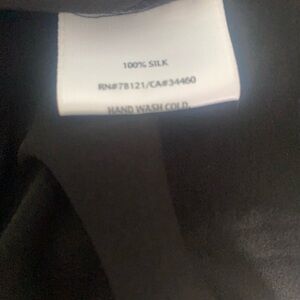 100% SILK
RN#78121/CA#34460
HAND WASH COLD,